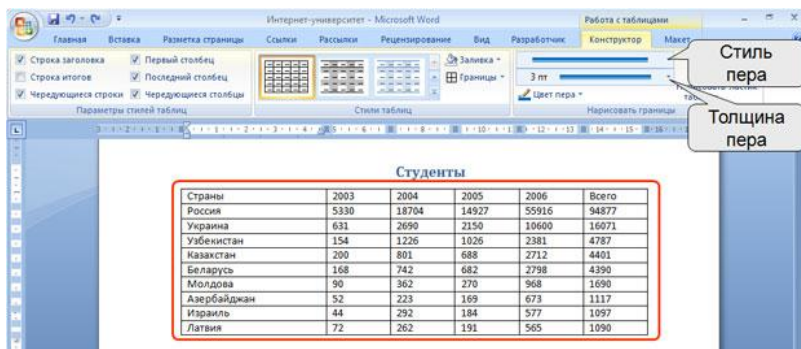 Интернет-университет - Microsoft Word
Работа с таблицами
Главная Вставка Разметка страницы Ссылки Рассылки Рецензирование Вид Разработчик Конструктор Макет
Строка заголовка Первый столбец
Строка итогов Последний столбец
Чередующиеся строки Чередующиеся столбцы
Параметры стилей таблиц
Стили таблиц
Заливка
Границы
3 пт
Цвет пера
Нарисовать границы
Стиль пера
Толщина пера
Студенты
Страны 2003 2004 2005 2006 Всего
Россия 5330 18704 14927 55916 94877
Украина 631 2690 2150 10600 16071
Узбекистан 154 1226 1026 2381 4787
Казахстан 200 801 688 2712 4401
Беларусь 168 742 682 2798 4390
Молдова 90 362 270 968 1690
Азербайджан 52 223 169 673 1117
Израиль 44 292 184 577 1097
Латвия 72 262 191 565 1090